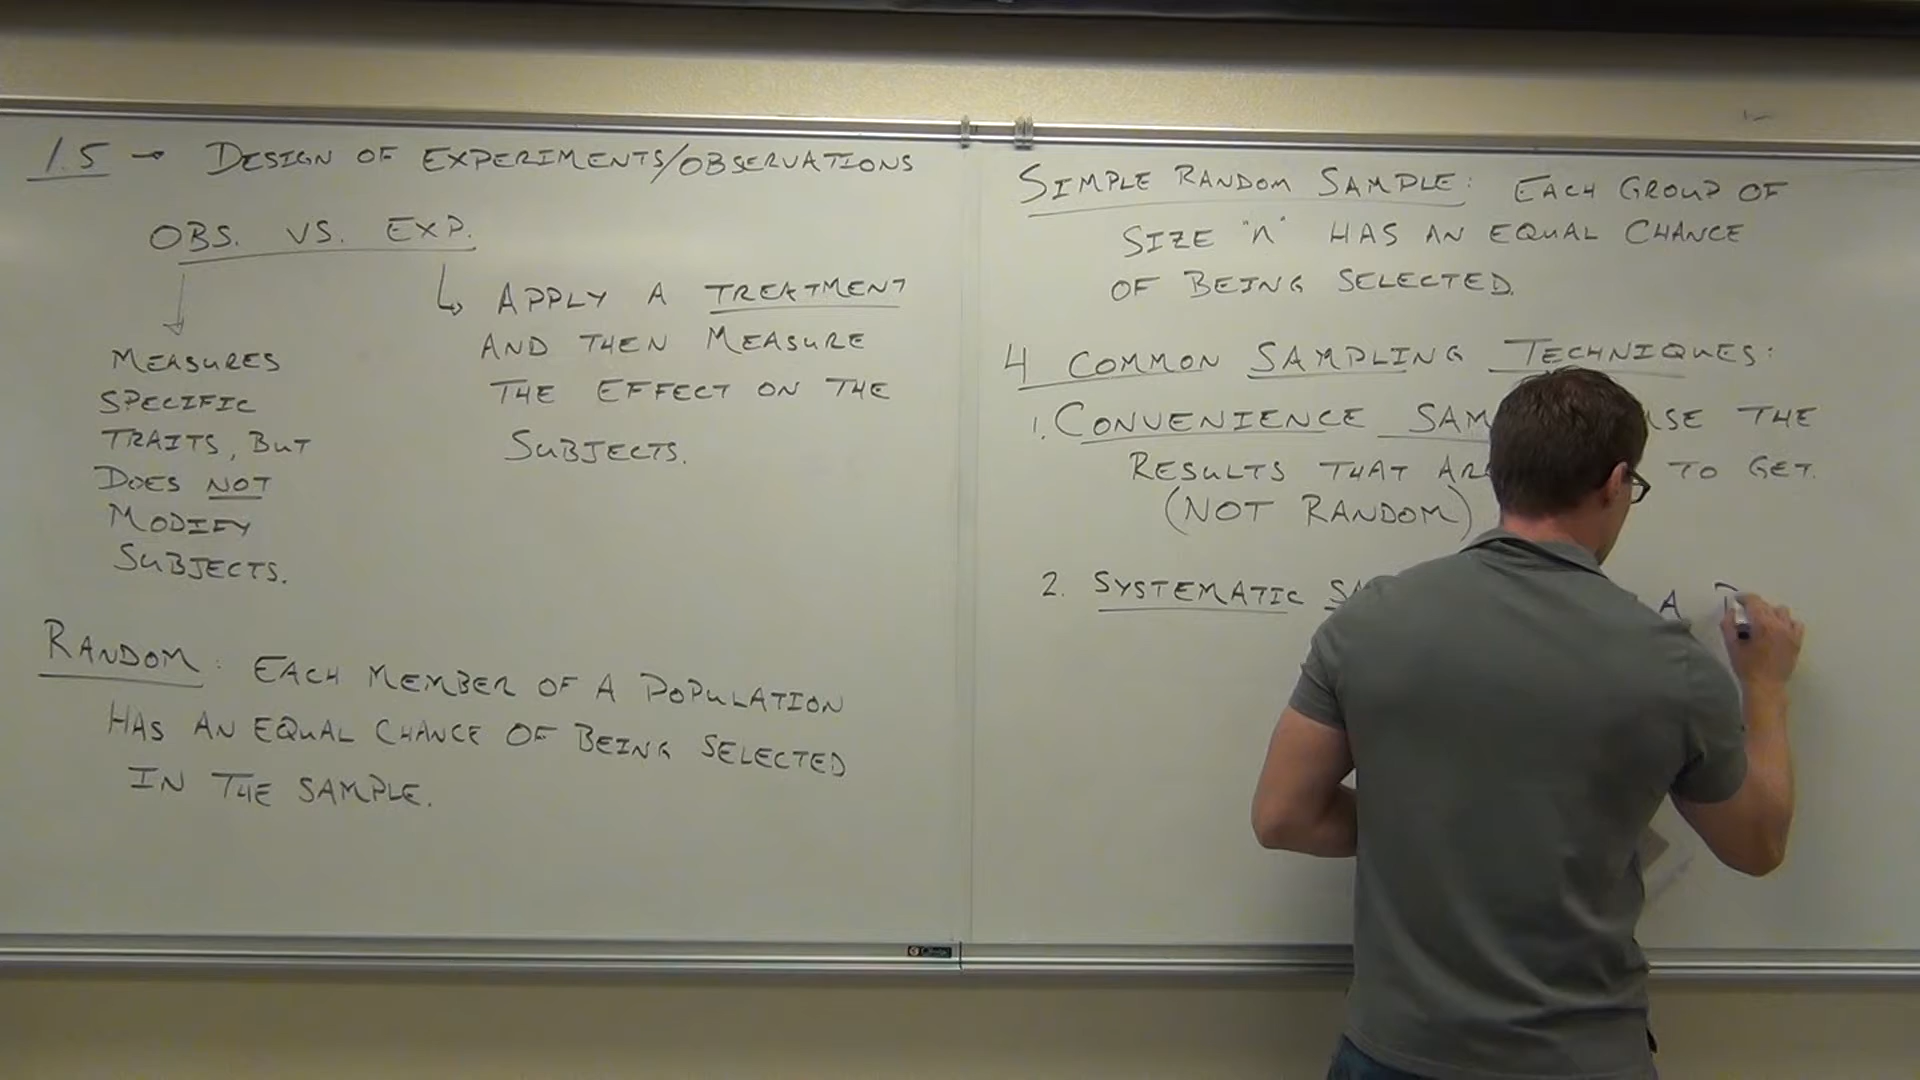 1.5 → DESIGN OF EXPERIMENTS/OBSERVATIONS
OBS. VS. EXP.
MEASURES
SPECIFIC
TRAITS, BUT
DOES NOT
MODIFY
SUBJECTS.
APPLY A TREATMENT
AND THEN MEASURE
THE EFFECT ON THE
SUBJECTS.
RANDOM: EACH MEMBER OF A POPULATION
HAS AN EQUAL CHANCE OF BEING SELECTED
IN THE SAMPLE.
SIMPLE RANDOM SAMPLE: EACH GROUP OF
SIZE "n" HAS AN EQUAL CHANCE
OF BEING SELECTED.
4 COMMON SAMPLING TECHNIQUES:
1. CONVENIENCE THE
RESULTS THAT TO GET.
(NOT RANDOM)
2. SYSTEMATIC A